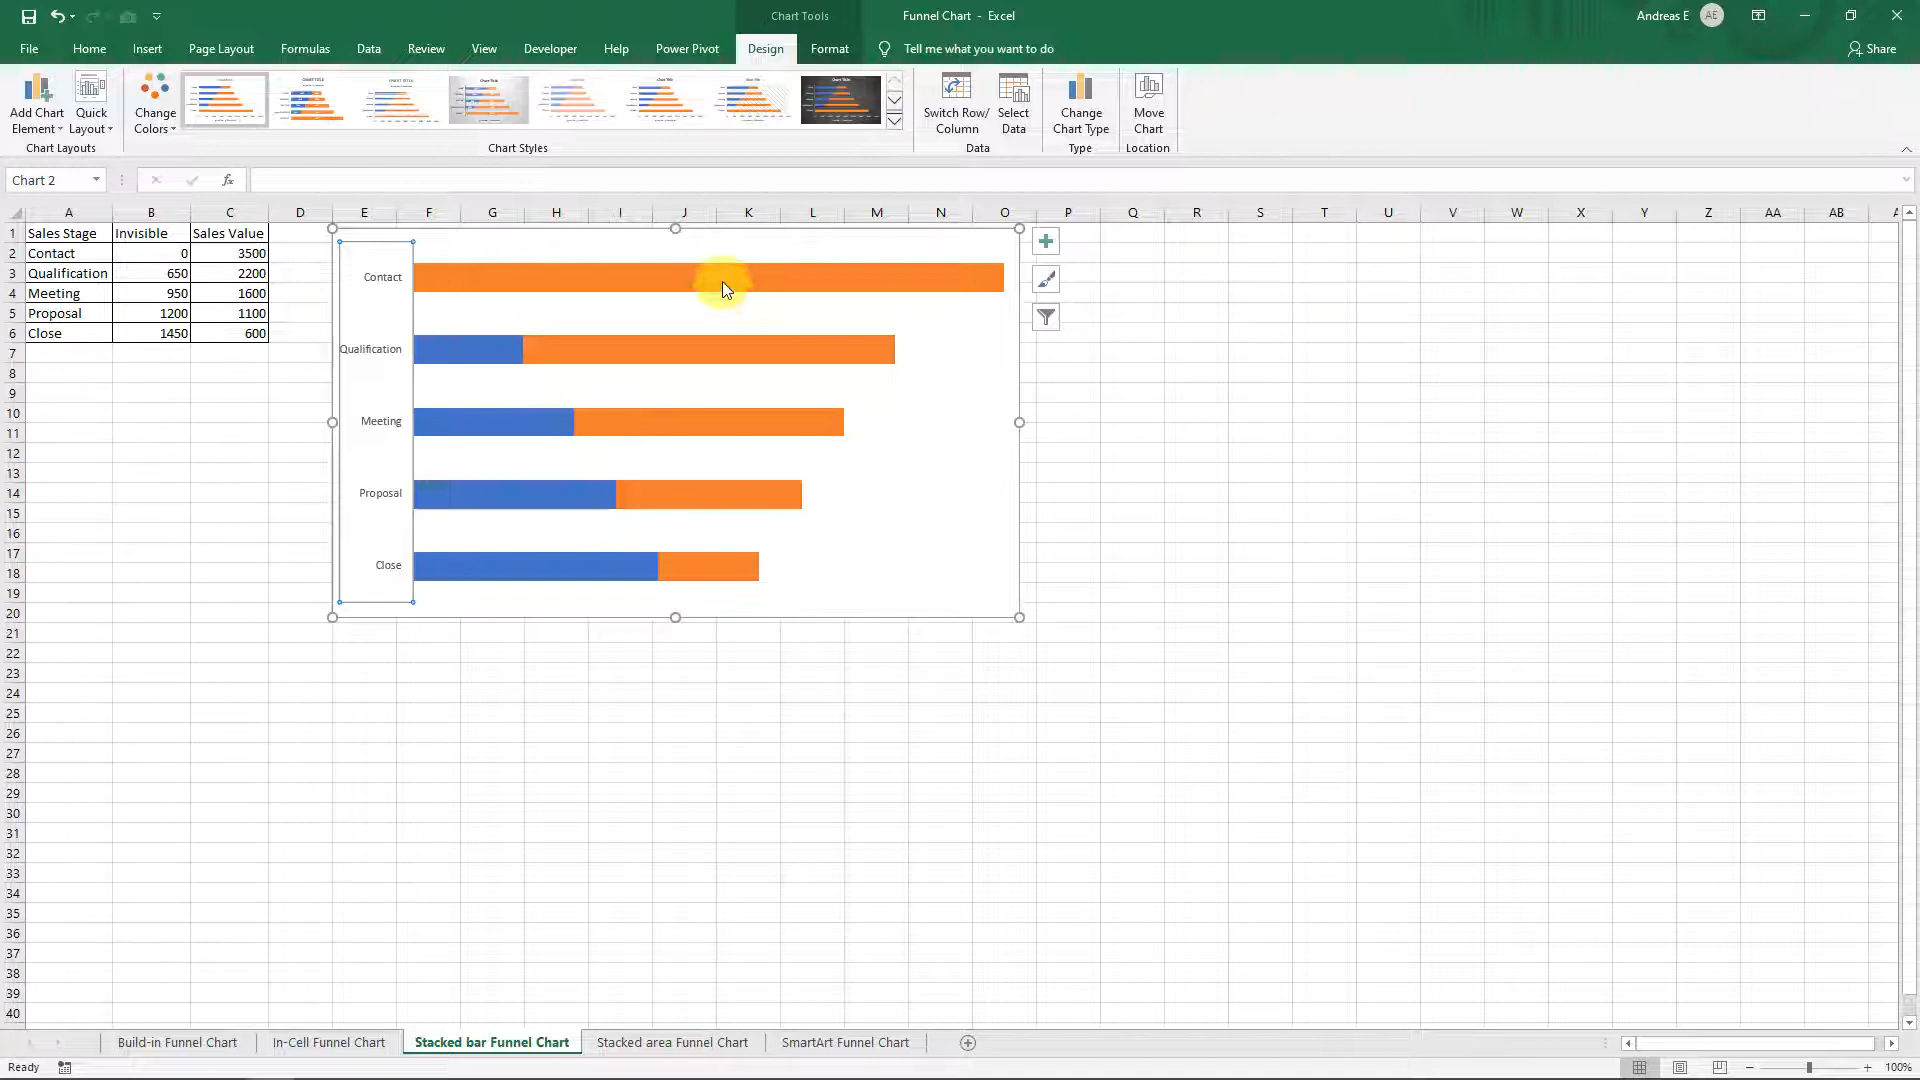 Chart Tools
Funnel Chart - Excel
Andreas E
AE
File Home Insert Page Layout Formulas Data Review View Developer Help Power Pivot Design Format Tell me what you want to do Share
Add Chart Element
Quick Layout
Change Colors
Switch Row/ Column
Select Data
Change Chart Type
Move Chart
Chart Layouts
Chart Styles
Data
Type
Location
Chart 2
fx
A B C D E F G H I J K L M N O P Q R S T U V W X Y Z AA AB
1 Sales Stage Invisible Sales Value
2 Contact 0 3500
3 Qualification 650 2200
4 Meeting 950 1600
5 Proposal 1200 1100
6 Close 1450 600
7
8
9
10
11
12
13
14
15
16
17
18
19
20
21
22
23
24
25
26
27
28
29
30
31
32
33
34
35
36
37
38
39
40
Contact
Qualification
Meeting
Proposal
Close
Build-in Funnel Chart In-Cell Funnel Chart Stacked bar Funnel Chart Stacked area Funnel Chart SmartArt Funnel Chart
Ready
100%